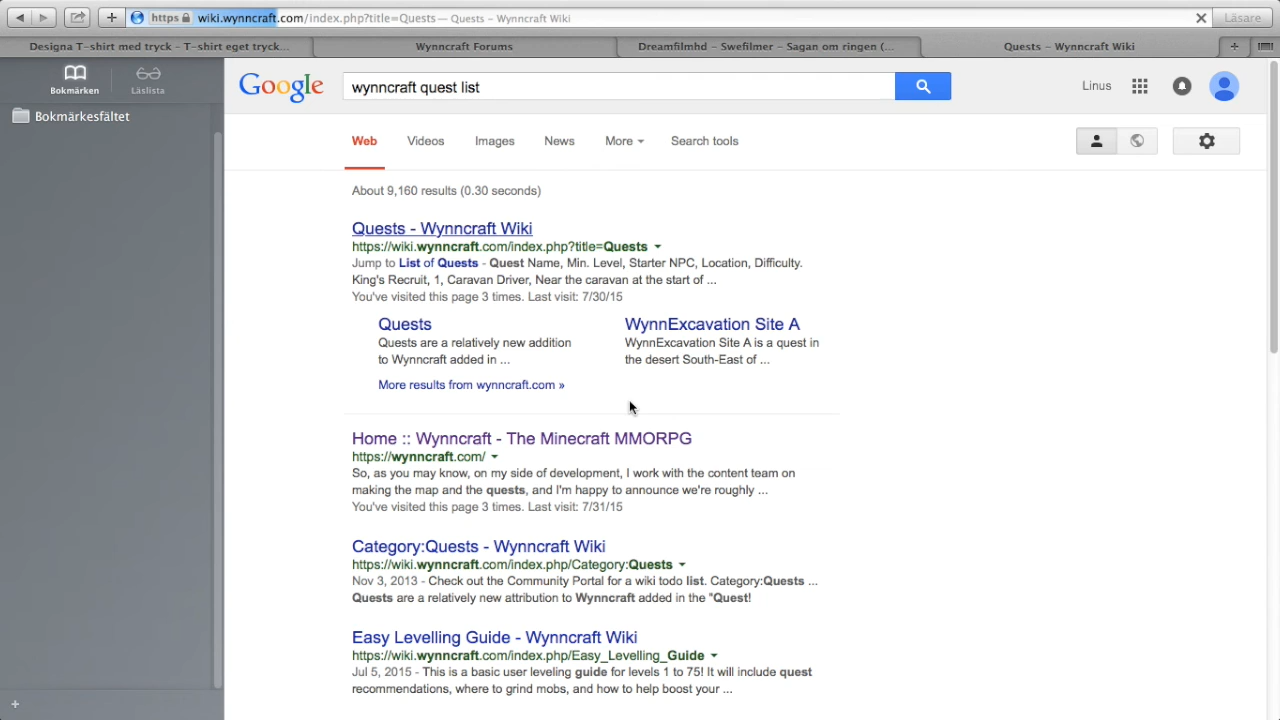 https wiki.wynncraft.com/index.php?title=Quests — Quests – Wynncraft Wiki
Läsare
Designa T-shirt med tryck - T-shirt eget tryck...
Wynncraft Forums
Dreamfilmhd – Swefilmer – Sagan om ringen (...
Quests – Wynncraft Wiki
Bokmärken
Läslista
Bokmärkesfältet
Google
wynncraft quest list
Linus
Web
Videos
Images
News
More
Search tools
About 9,160 results (0.30 seconds)
Quests - Wynncraft Wiki
https://wiki.wynncraft.com/index.php?title=Quests
Jump to List of Quests - Quest Name, Min. Level, Starter NPC, Location, Difficulty.
King's Recruit, 1, Caravan Driver, Near the caravan at the start of ...
You've visited this page 3 times. Last visit: 7/30/15
Quests
Quests are a relatively new addition
to Wynncraft added in ...
WynnExcavation Site A
WynnExcavation Site A is a quest in
the desert South-East of ...
More results from wynncraft.com »
Home :: Wynncraft - The Minecraft MMORPG
https://wynncraft.com/
So, as you may know, on my side of development, I work with the content team on
making the map and the quests, and I'm happy to announce we're roughly ...
You've visited this page 3 times. Last visit: 7/31/15
Category:Quests - Wynncraft Wiki
https://wiki.wynncraft.com/index.php/Category:Quests
Nov 3, 2013 - Check out the Community Portal for a wiki todo list. Category:Quests ...
Quests are a relatively new attribution to Wynncraft added in the "Quest!
Easy Levelling Guide - Wynncraft Wiki
https://wiki.wynncraft.com/index.php/Easy_Levelling_Guide
Jul 5, 2015 - This is a basic user leveling guide for levels 1 to 75! It will include quest
recommendations, where to grind mobs, and how to help boost your ...